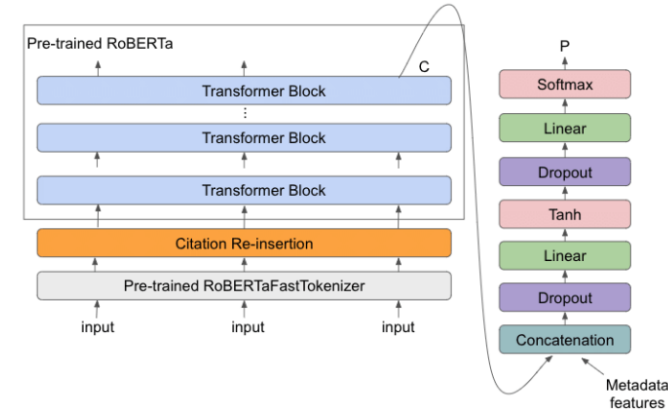 Pre-trained RoBERTa
C
Transformer Block
⋮
Transformer Block
Transformer Block
Citation Re-insertion
Pre-trained RoBERTaFastTokenizer
input
input
input
P
Softmax
Linear
Dropout
Tanh
Linear
Dropout
Concatenation
Metadata
features